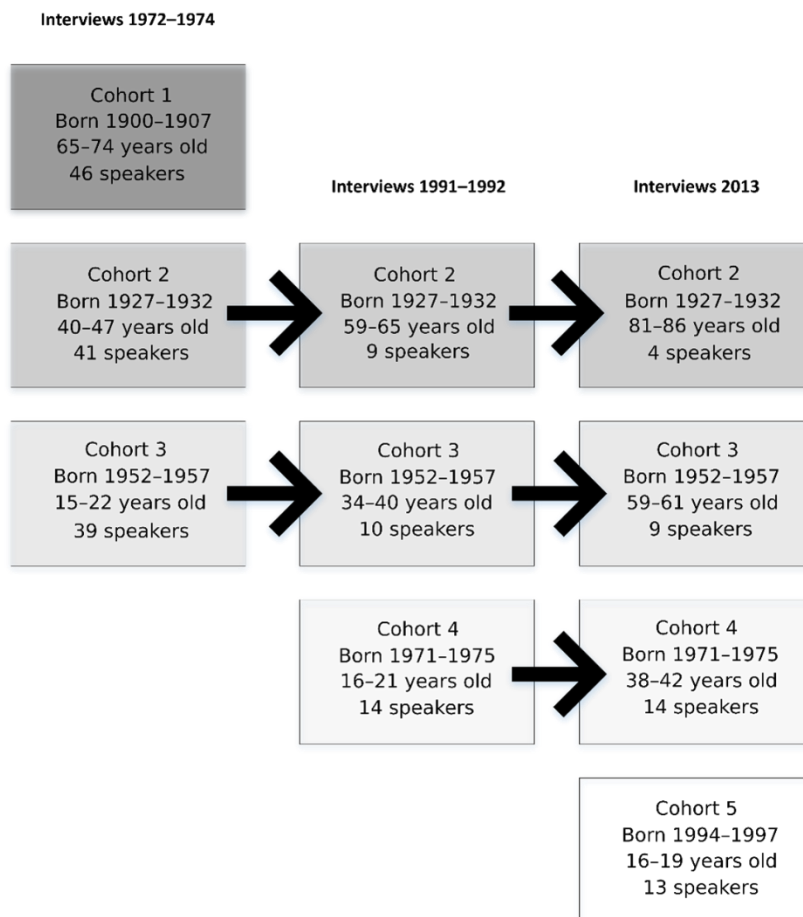 Interviews 1972–1974
Cohort 1
Born 1900–1907
65–74 years old
46 speakers
Interviews 1991–1992
Interviews 2013
Cohort 2
Born 1927–1932
40–47 years old
41 speakers
Cohort 2
Born 1927–1932
59–65 years old
9 speakers
Cohort 2
Born 1927–1932
81–86 years old
4 speakers
Cohort 3
Born 1952–1957
15–22 years old
39 speakers
Cohort 3
Born 1952–1957
34–40 years old
10 speakers
Cohort 3
Born 1952–1957
59–61 years old
9 speakers
Cohort 4
Born 1971–1975
16–21 years old
14 speakers
Cohort 4
Born 1971–1975
38–42 years old
14 speakers
Cohort 5
Born 1994–1997
16–19 years old
13 speakers